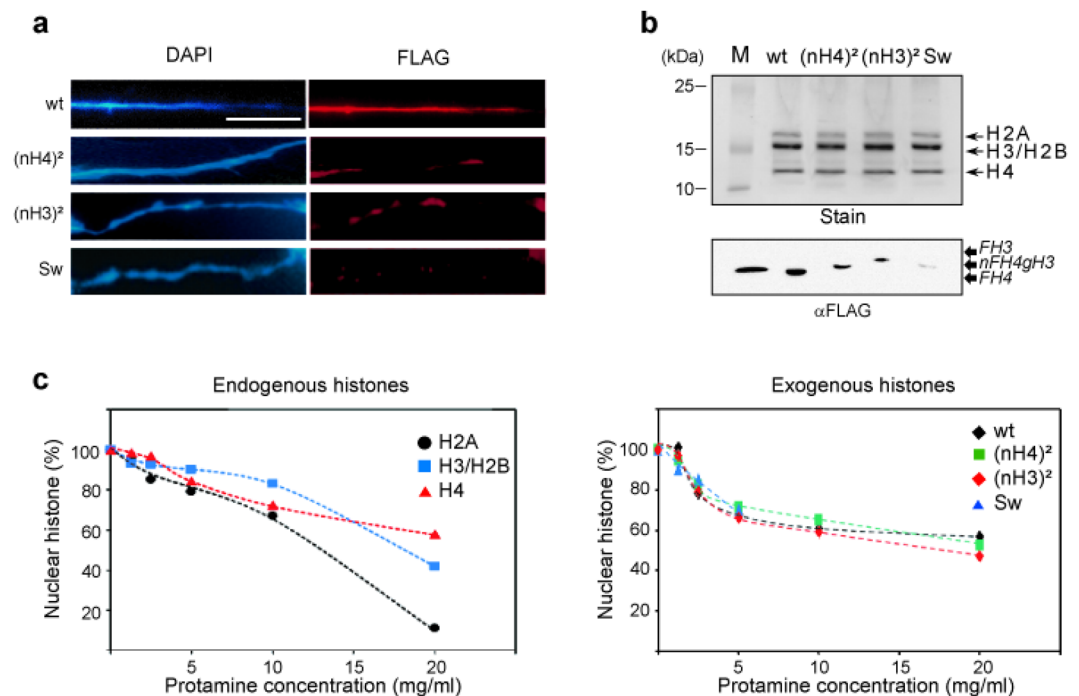 a
DAPI FLAG
wt
(nH4)²
(nH3)²
Sw
b
(kDa) M wt (nH4)² (nH3)² Sw
25
15
10
H2A
H3/H2B
H4
Stain
FH3
nFH4gH3
FH4
αFLAG
c
Endogenous histones
Nuclear histone (%)
100
80
60
40
20
H2A
H3/H2B
H4
5 10 15 20
Protamine concentration (mg/ml)
Exogenous histones
Nuclear histone (%)
100
80
60
40
20
wt
(nH4)²
(nH3)²
Sw
5 10 15 20
Protamine concentration (mg/ml)